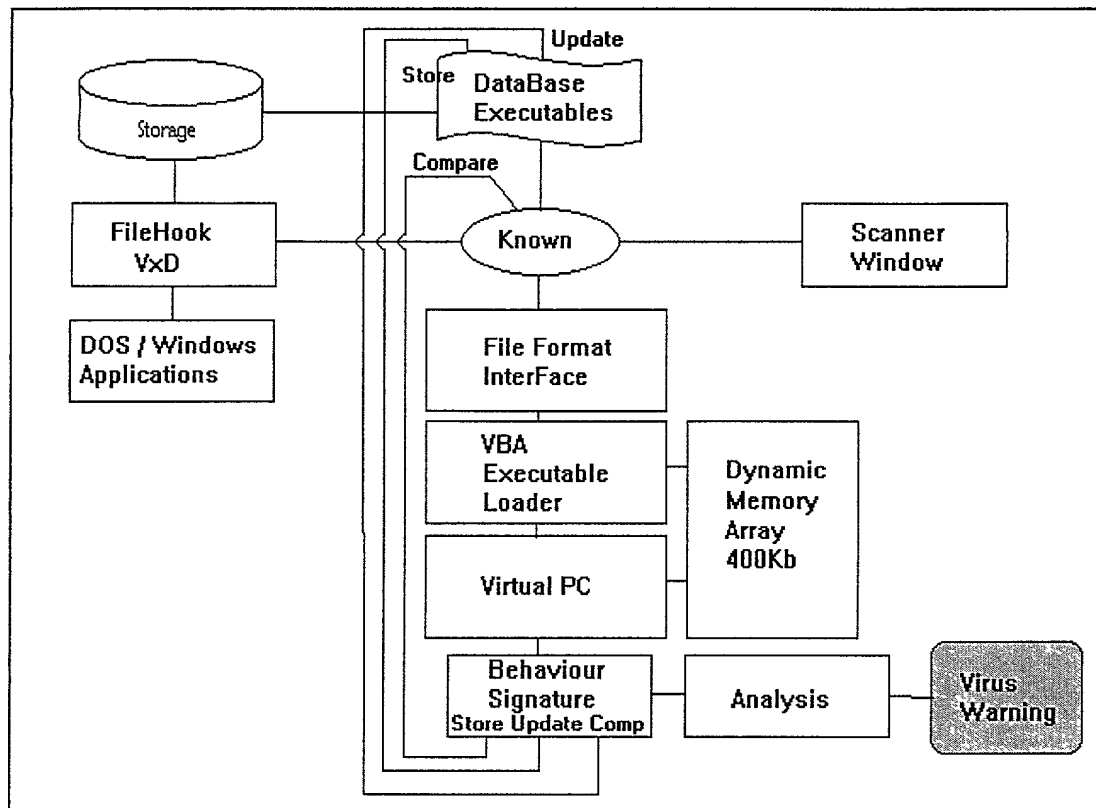 Update
Store
DataBase
Executables
Storage
Compare
FileHook
VxD
Known
Scanner
Window
DOS / Windows
Applications
File Format
InterFace
VBA
Executable
Loader
Dynamic
Memory
Array
400Kb
Virtual PC
Behaviour
Signature
Store Update Comp
Analysis
Virus
Warning